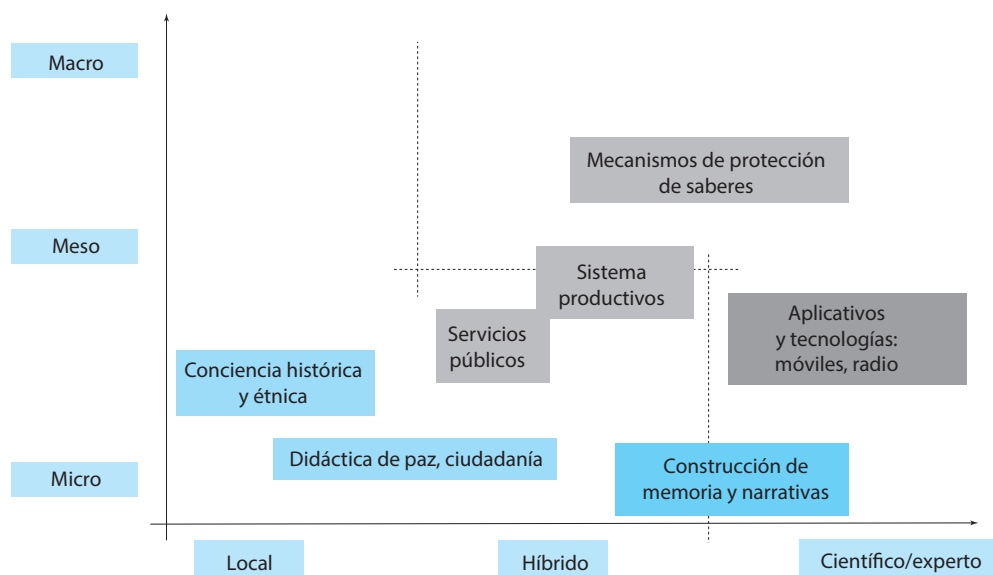 Macro
Mecanismos de protección
de saberes
Meso
Sistema
productivos
Aplicativos
y tecnologías:
móviles, radio
Servicios
públicos
Conciencia histórica
y étnica
Didáctica de paz, ciudadanía
Construcción de
memoria y narrativas
Micro
Local
Híbrido
Científico/experto